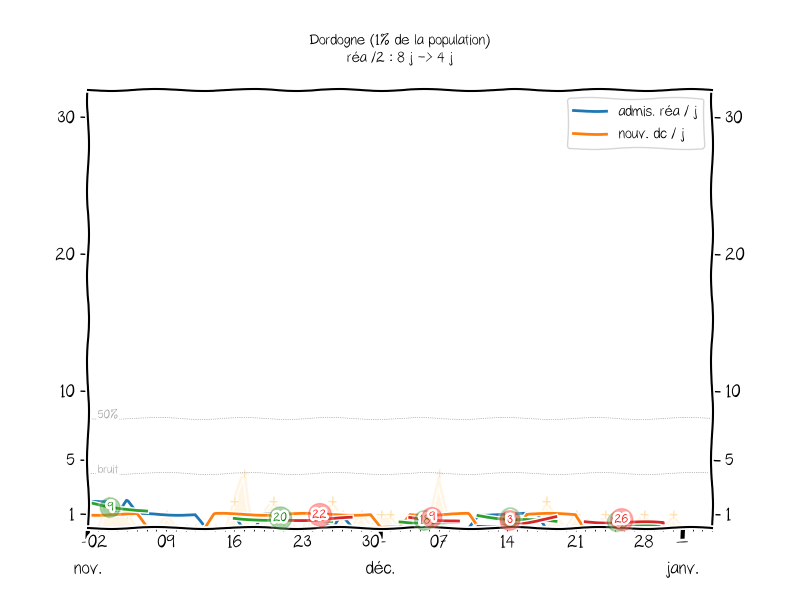 Dordogne (1% de la population)
réa /2 : 8 j -> 4 j
admis. réa / j
nouv. dc / j
30
20
10
5
1
30
20
10
5
1
50%
bruit
9
20
22
9
3
26
02 09 16 23 30 07 14 21 28
nov. déc. janv.